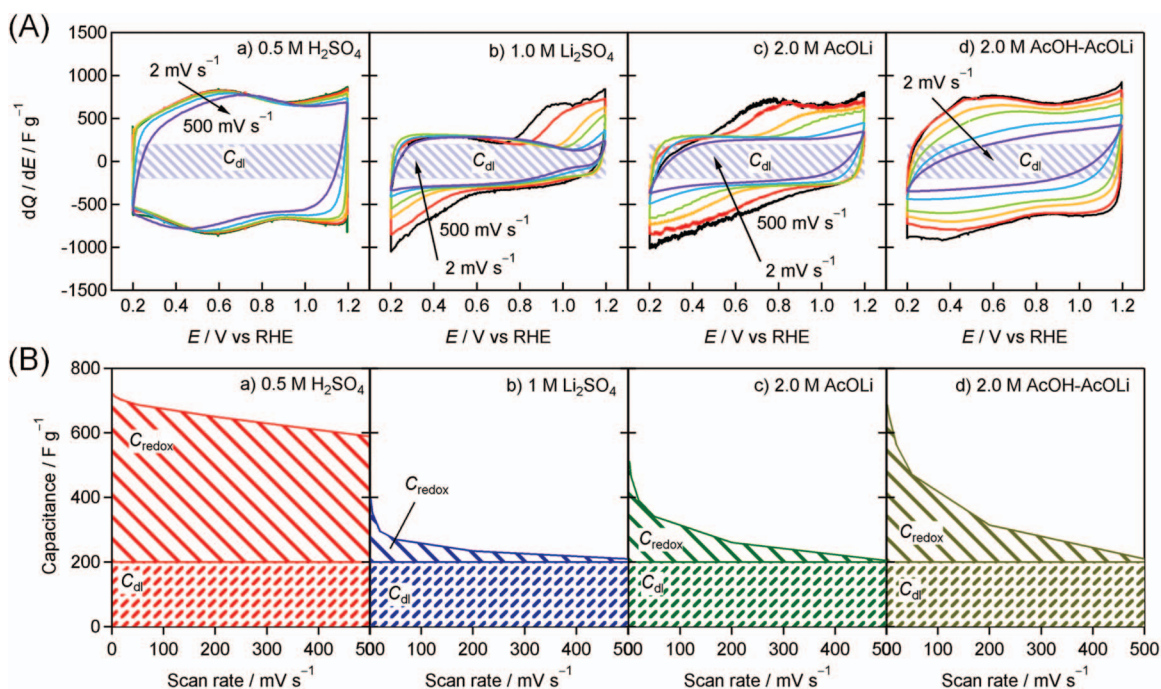 (A)
1500
1000
500
0
-500
-1000
-1500
dQ / dE / F g⁻¹
a) 0.5 M H₂SO₄
2 mV s⁻¹
500 mV s⁻¹
C_dl
b) 1.0 M Li₂SO₄
C_dl
500 mV s⁻¹
2 mV s⁻¹
c) 2.0 M AcOLi
C_dl
500 mV s⁻¹
2 mV s⁻¹
d) 2.0 M AcOH-AcOLi
2 mV s⁻¹
C_dl
0.2 0.4 0.6 0.8 1.0 1.2 0.2 0.4 0.6 0.8 1.0 1.2 0.2 0.4 0.6 0.8 1.0 1.2 0.2 0.4 0.6 0.8 1.0 1.2
E / V vs RHE E / V vs RHE E / V vs RHE E / V vs RHE
(B)
800
600
400
200
0
Capacitance / F g⁻¹
a) 0.5 M H₂SO₄
C_redox
C_dl
b) 1 M Li₂SO₄
C_redox
C_dl
c) 2.0 M AcOLi
C_redox
C_dl
d) 2.0 M AcOH-AcOLi
C_redox
C_dl
0 100 200 300 400 500 100 200 300 400 500 100 200 300 400 500 100 200 300 400 500
Scan rate / mV s⁻¹ Scan rate / mV s⁻¹ Scan rate / mV s⁻¹ Scan rate / mV s⁻¹